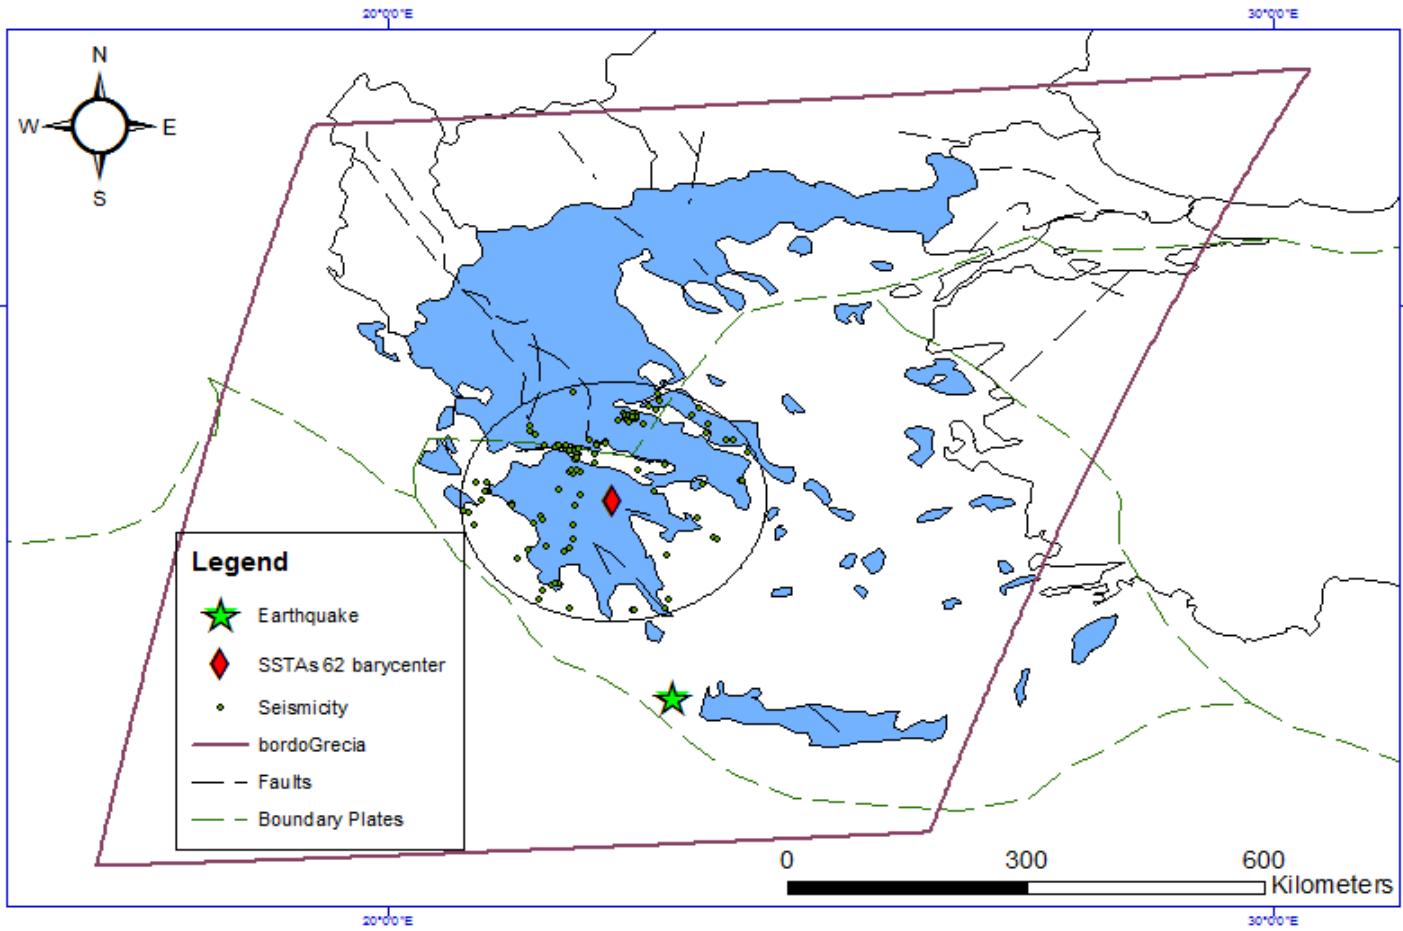 20°0'0"E 30°0'0"E
N
W E
S
Legend
Earthquake
SSTAs 62 barycenter
Seismicity
bordoGrecia
Faults
Boundary Plates
0 300 600
Kilometers
20°0'0"E 30°0'0"E